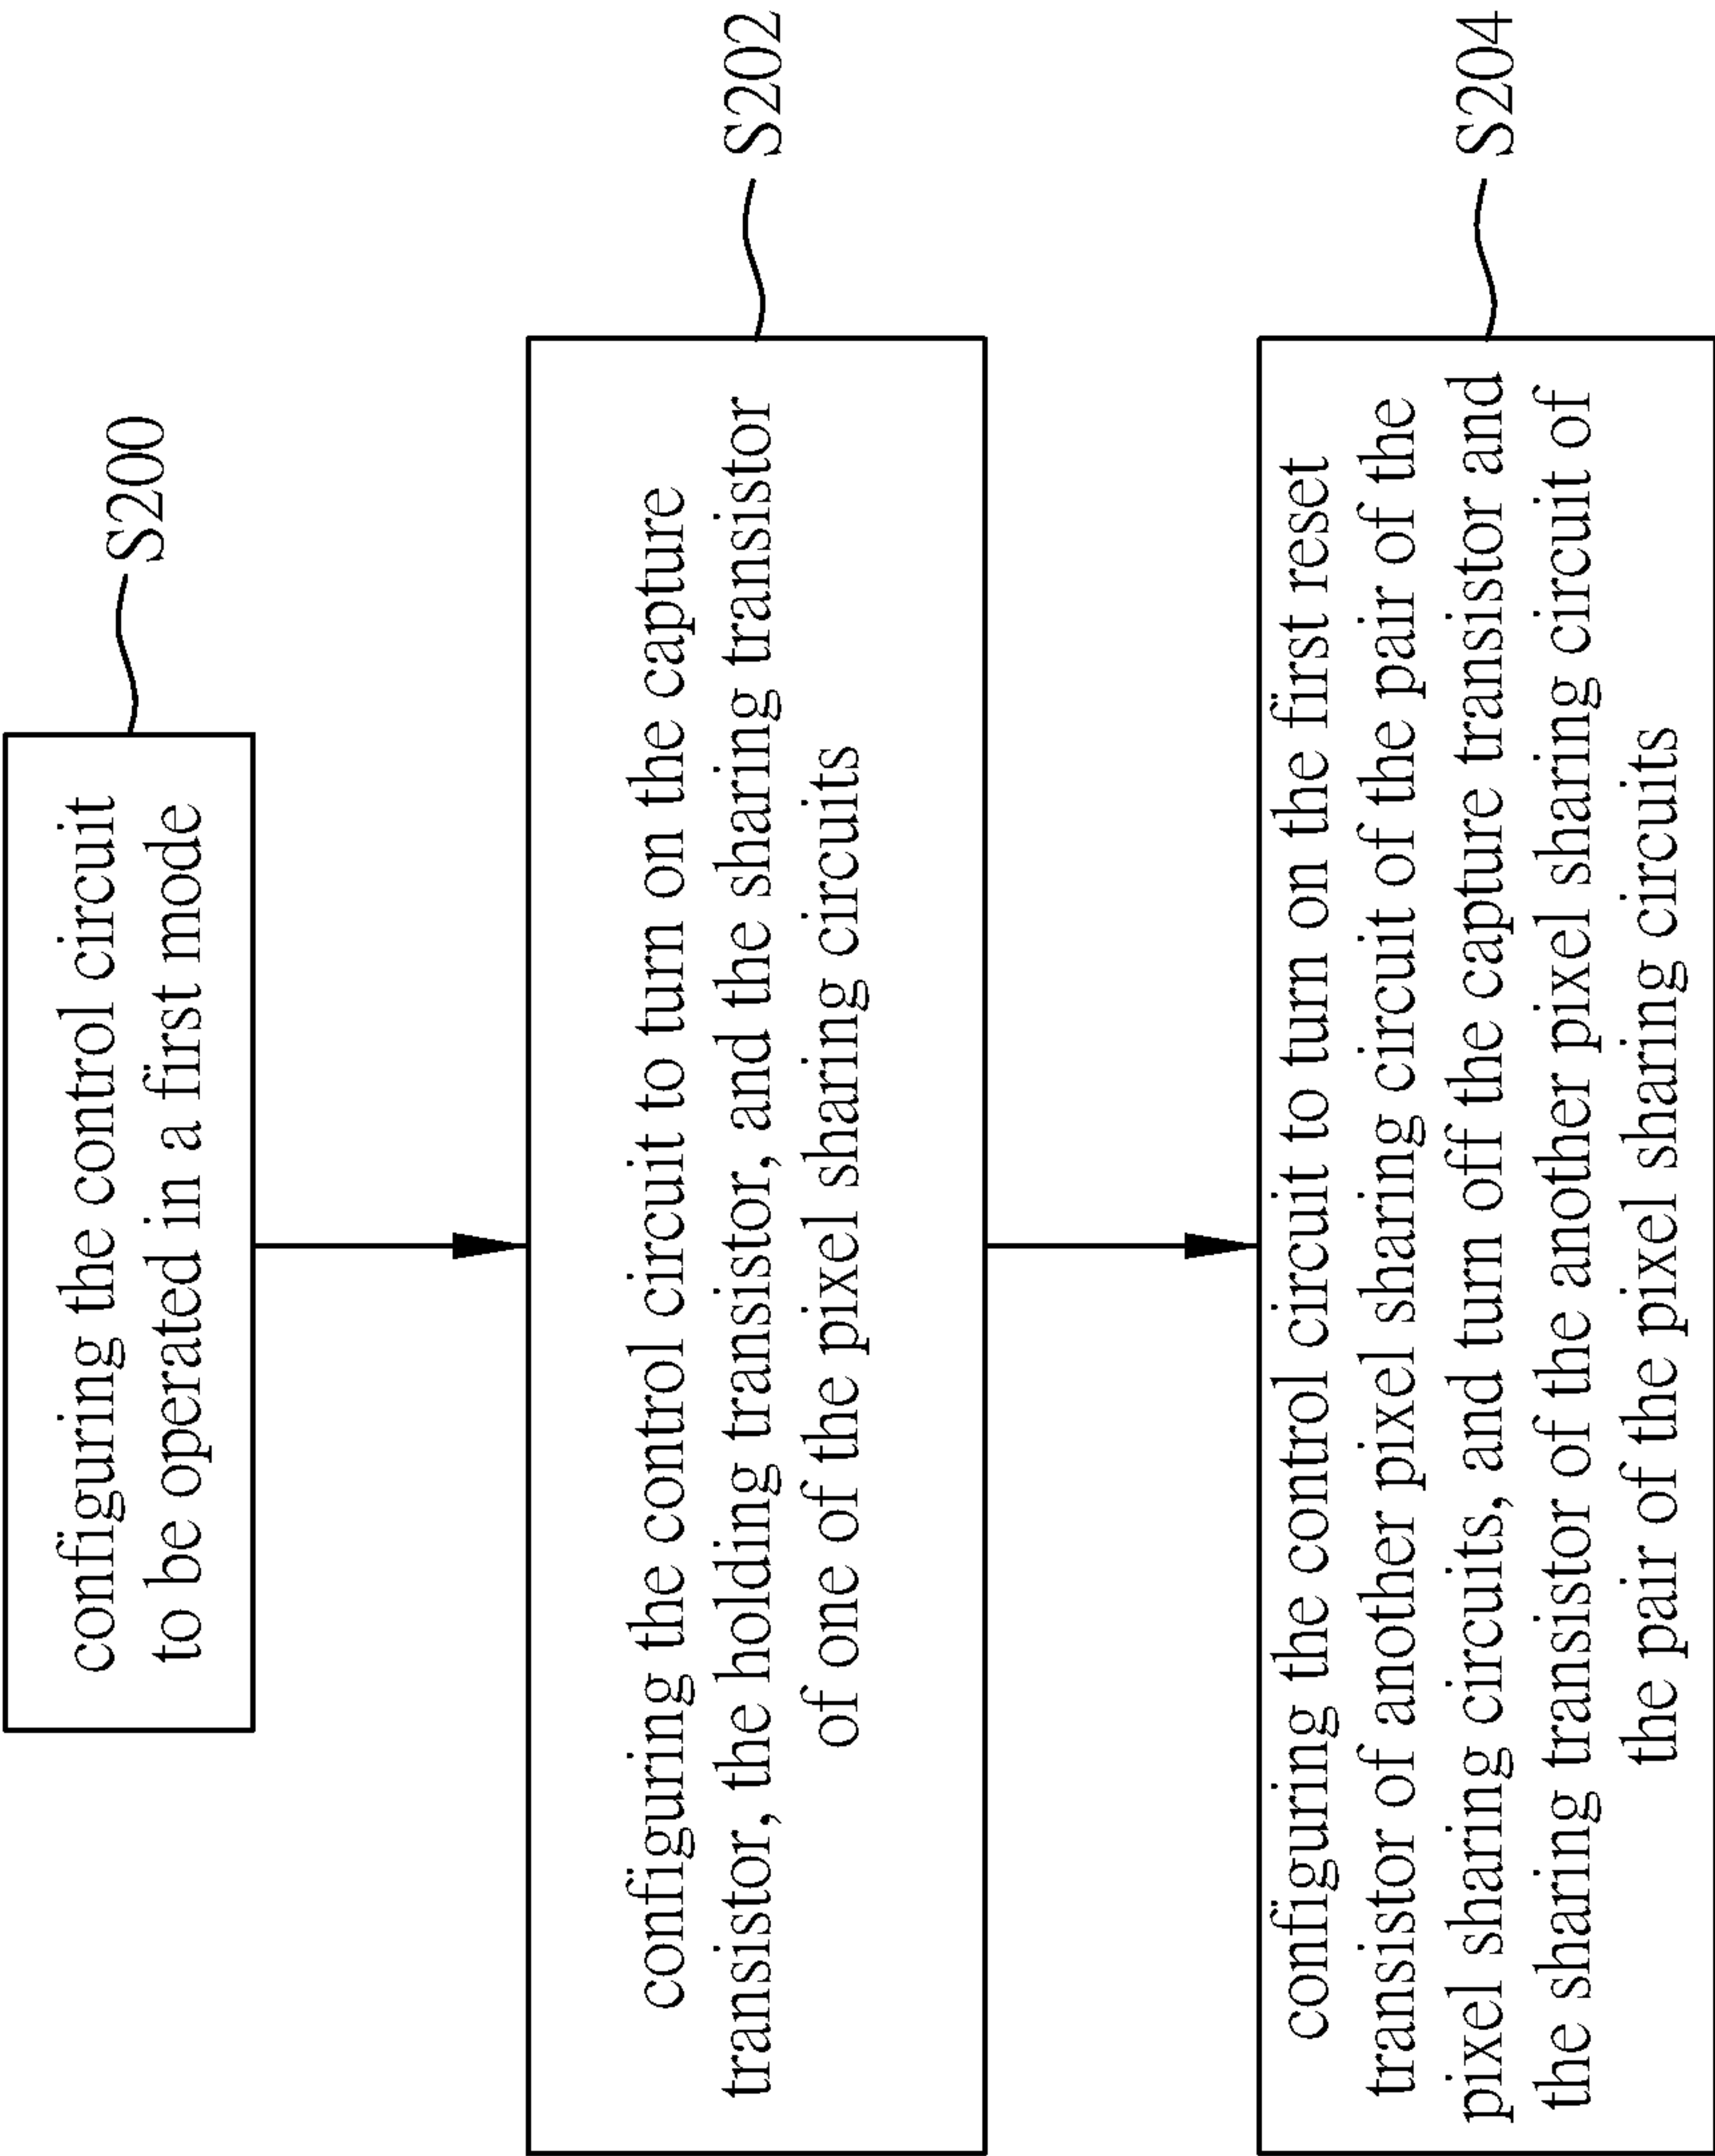 configuring the control circuit
to be operated in a first mode
S200
configuring the control circuit to turn on the capture
transistor, the holding transistor, and the sharing transistor
of one of the pixel sharing circuits
S202
configuring the control circuit to turn on the first reset
transistor of another pixel sharing circuit of the pair of the
pixel sharing circuits, and turn off the capture transistor and
the sharing transistor of the another pixel sharing circuit of
the pair of the pixel sharing circuits
S204